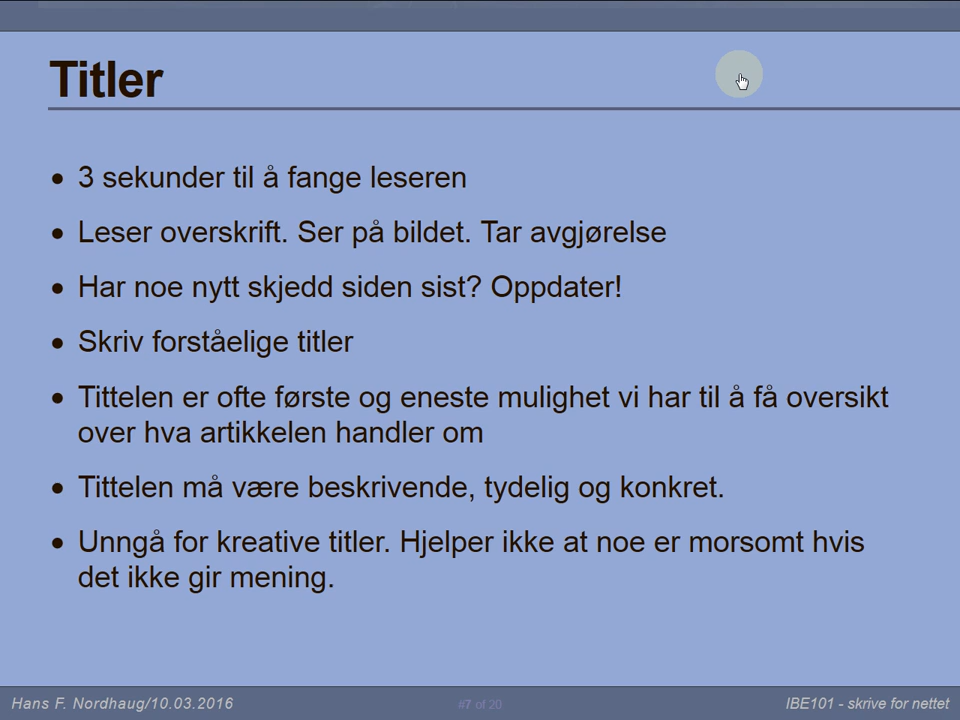 Titler
• 3 sekunder til å fange leseren
• Leser overskrift. Ser på bildet. Tar avgjørelse
• Har noe nytt skjedd siden sist? Oppdater!
• Skriv forståelige titler
• Tittelen er ofte første og eneste mulighet vi har til å få oversikt
over hva artikkelen handler om
• Tittelen må være beskrivende, tydelig og konkret.
• Unngå for kreative titler. Hjelper ikke at noe er morsomt hvis
det ikke gir mening.
Hans F. Nordhaug/10.03.2016
#7 of 20
IBE101 - skrive for nettet